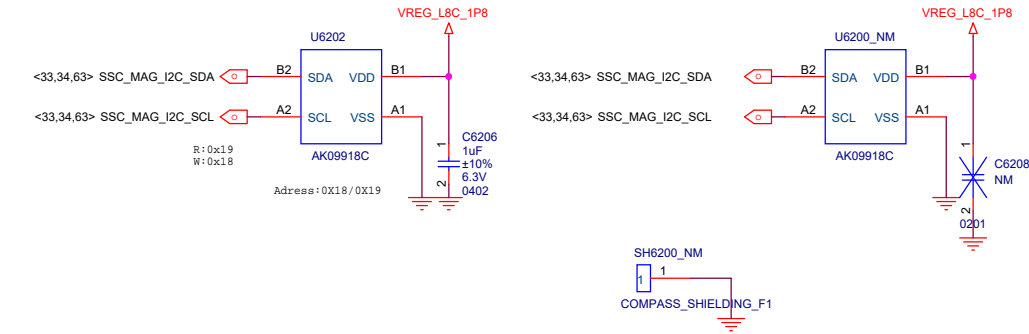 VREG_L8C_1P8
U6202
<33,34,63> SSC_MAG_I2C_SDA
B2
SDA
VDD
B1
<33,34,63> SSC_MAG_I2C_SCL
A2
SCL
VSS
A1
R:0x19
W:0x18
AK09918C
Adress:0X18/0X19
1
2
C6206
1uF
±10%
6.3V
0402
VREG_L8C_1P8
U6200_NM
<33,34,63> SSC_MAG_I2C_SDA
B2
SDA
VDD
B1
<33,34,63> SSC_MAG_I2C_SCL
A2
SCL
VSS
A1
AK09918C
1
2
C6208
NM
0201
SH6200_NM
1
1
COMPASS_SHIELDING_F1